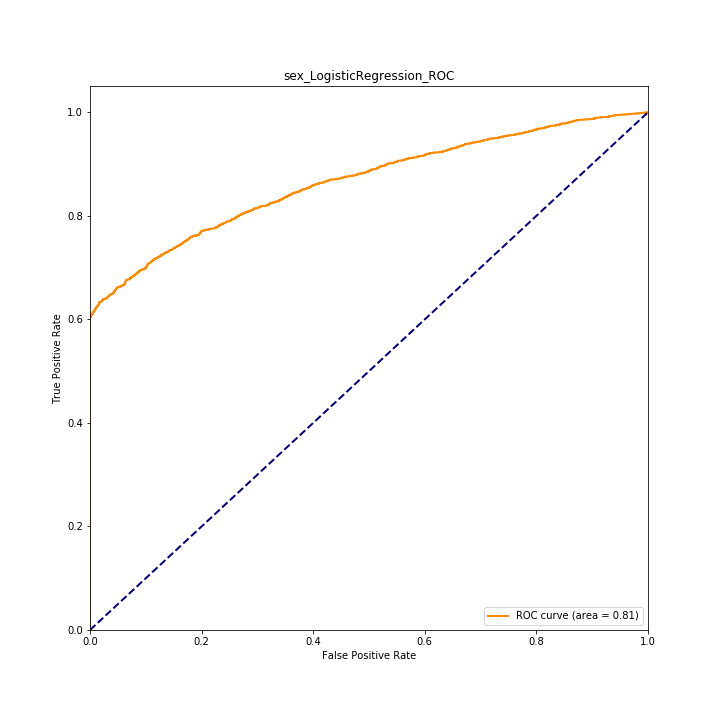 sex_LogisticRegression_ROC
1.0
0.8
0.6
0.4
0.2
0.0
True Positive Rate
0.0 0.2 0.4 0.6 0.8 1.0
False Positive Rate
ROC curve (area = 0.81)